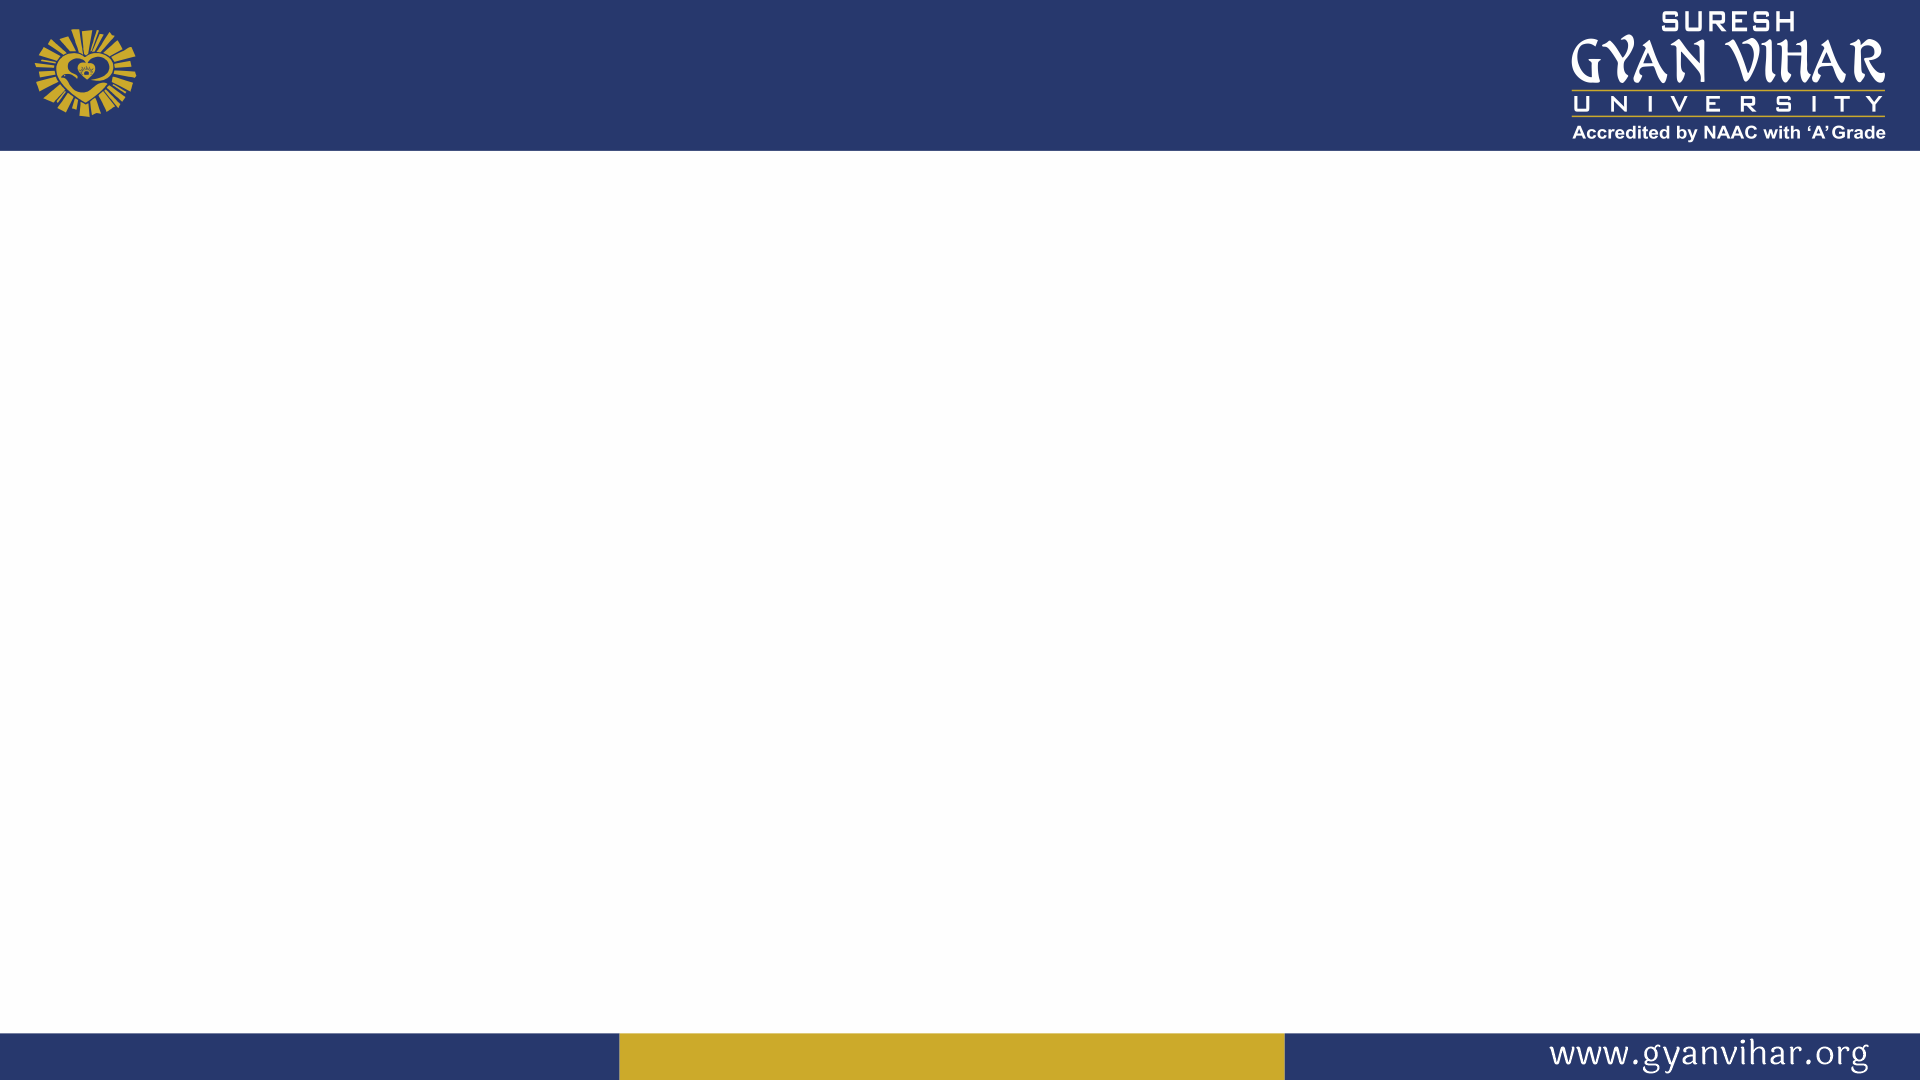 SURESH
GYAN VIHAR
UNIVERSITY
Accredited by NAAC with ‘A’ Grade
www.gyanvihar.org